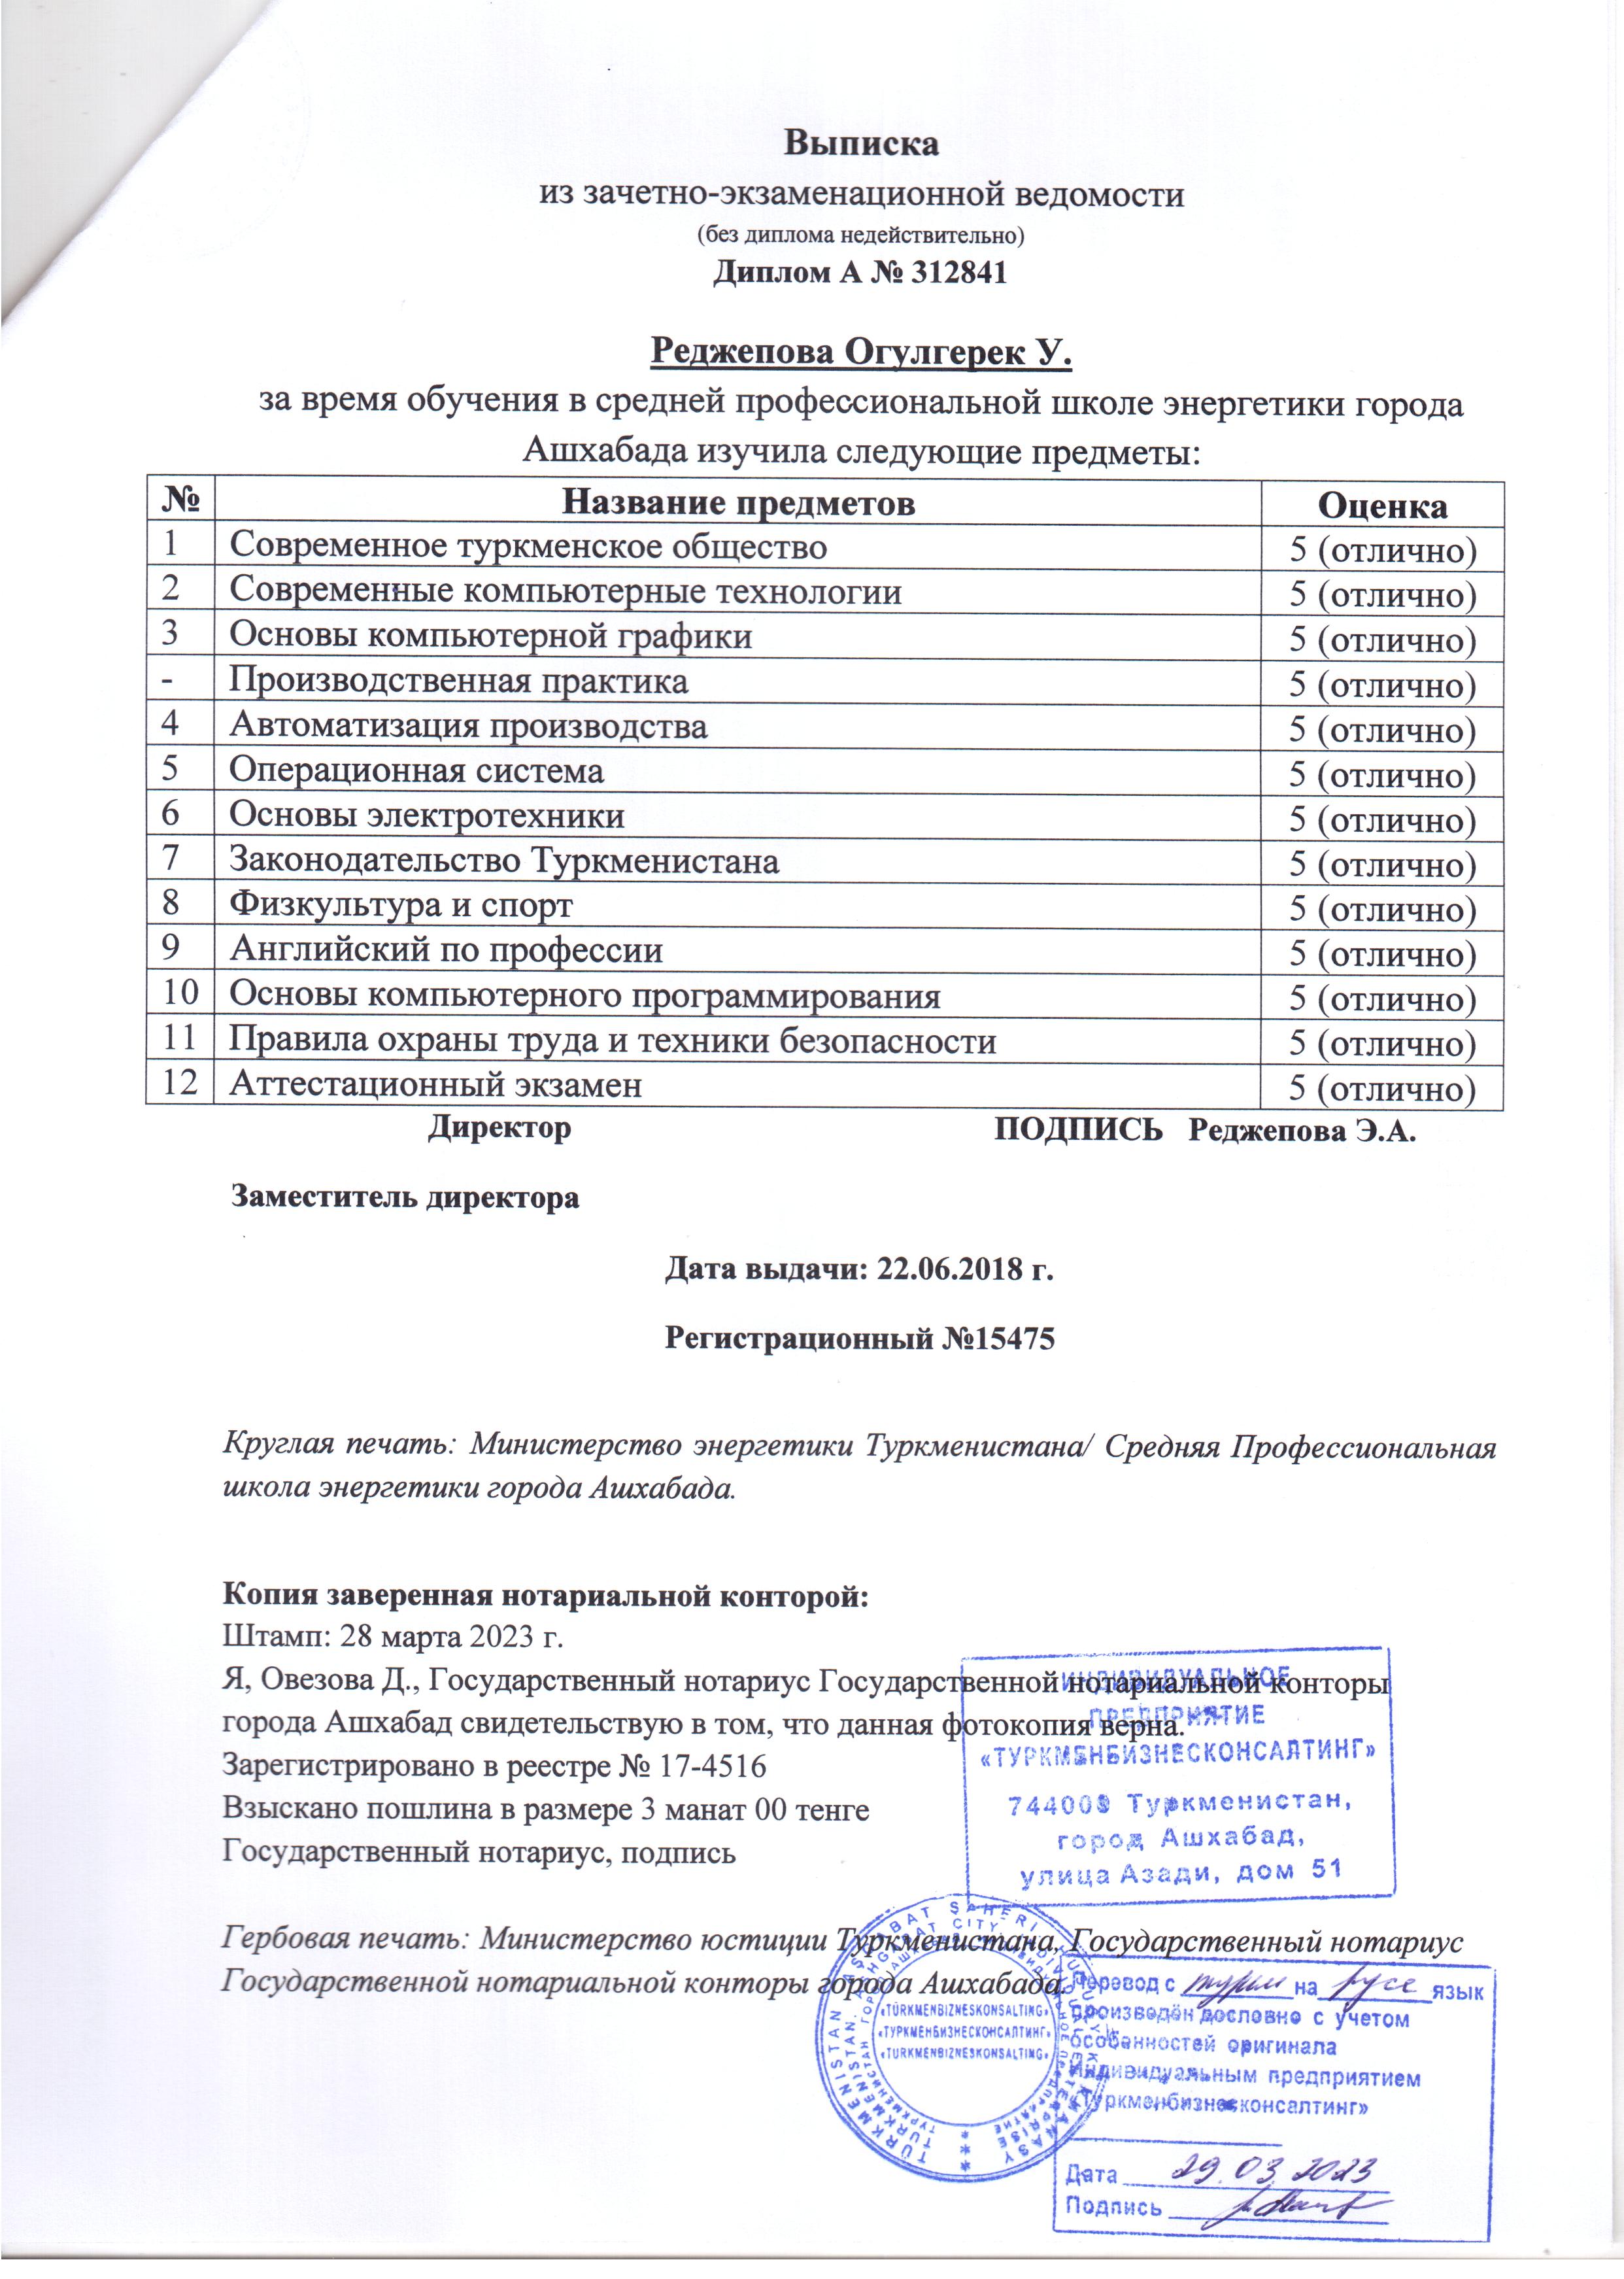 Выписка
из зачетно-экзаменационной ведомости
(без диплома недействительно)
Диплом А № 312841
Реджепова Огулгерек У.
за время обучения в средней профессиональной школе энергетики города
Ашхабада изучила следующие предметы:
№ Название предметов Оценка
1 Современное туркменское общество 5 (отлично)
2 Современные компьютерные технологии 5 (отлично)
3 Основы компьютерной графики 5 (отлично)
- Производственная практика 5 (отлично)
4 Автоматизация производства 5 (отлично)
5 Операционная система 5 (отлично)
6 Основы электротехники 5 (отлично)
7 Законодательство Туркменистана 5 (отлично)
8 Физкультура и спорт 5 (отлично)
9 Английский по профессии 5 (отлично)
10 Основы компьютерного программирования 5 (отлично)
11 Правила охраны труда и техники безопасности 5 (отлично)
12 Аттестационный экзамен 5 (отлично)
Директор ПОДПИСЬ Реджепова Э.А.
Заместитель директора
Дата выдачи: 22.06.2018 г.
Регистрационный №15475
Круглая печать: Министерство энергетики Туркменистана/ Средняя Профессиональная
школа энергетики города Ашхабада.
Копия заверенная нотариальной конторой:
Штамп: 28 марта 2023 г.
Я, Овезова Д., Государственный нотариус Государственной нотариальной конторы
города Ашхабад свидетельствую в том, что данная фотокопия верна.
Зарегистрировано в реестре № 17-4516
Взыскано пошлина в размере 3 манат 00 тенге
Государственный нотариус, подпись
ИНДИВИДУАЛЬНОЕ
ПРЕДПРИЯТИЕ
«ТУРКМЕНБИЗНЕСКОНСАЛТИНГ»
Туркменистан,
город Ашхабад,
улица Азади, дом 51
Гербовая печать: Министерство юстиции Туркменистана, Государственный нотариус
Государственной нотариальной конторы города Ашхабада.
«TÜRKMENBIZNESKONSALTING»
«ТУРКМЕНБИЗНЕСКОНСАЛТИНГ»
«TURKMENBIZNESKONSALTING»
Перевод с туркм на русс язык
произведён дословно с учетом
особенностей оригинала
Индивидуальным предприятием
«Туркменбизнесконсалтинг»
Дата 29.03.2023
Подпись